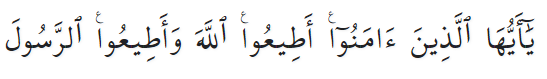 يَٰٓأَيُّهَا ٱلَّذِينَ ءَامَنُوٓا۟ أَطِيعُوا۟ ٱللَّهَ وَأَطِيعُوا۟ ٱلرَّسُولَ